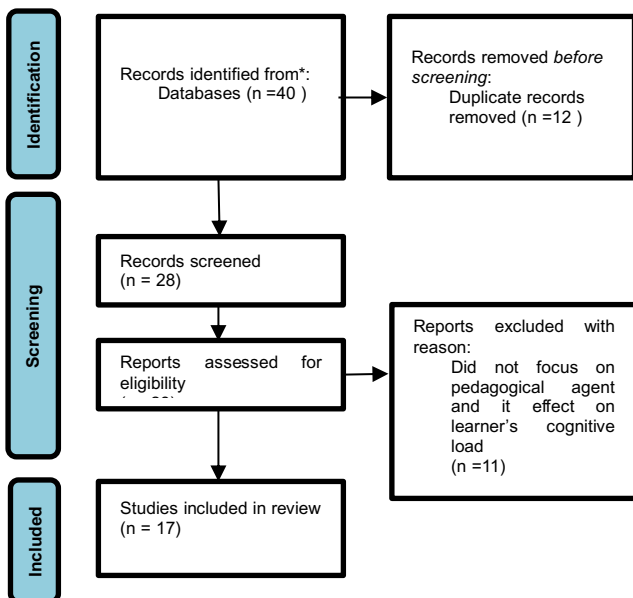 Identification
Records identified from*:
Databases (n =40 )
Records removed before
screening:
Duplicate records
removed (n =12 )
Screening
Records screened
(n = 28)
Reports assessed for
eligibility
Reports excluded with
reason:
Did not focus on
pedagogical agent
and it effect on
learner's cognitive
load
(n =11)
Included
Studies included in review
(n = 17)